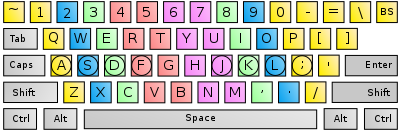 ~ 1 2 3 4 5 6 7 8 9 0 - = \ BS
Tab Q W E R T Y U I O P [ ]
Caps A S D F G H J K L ; ' Enter
Shift Z X C V B N M , . / Shift
Ctrl Alt Space Alt Ctrl